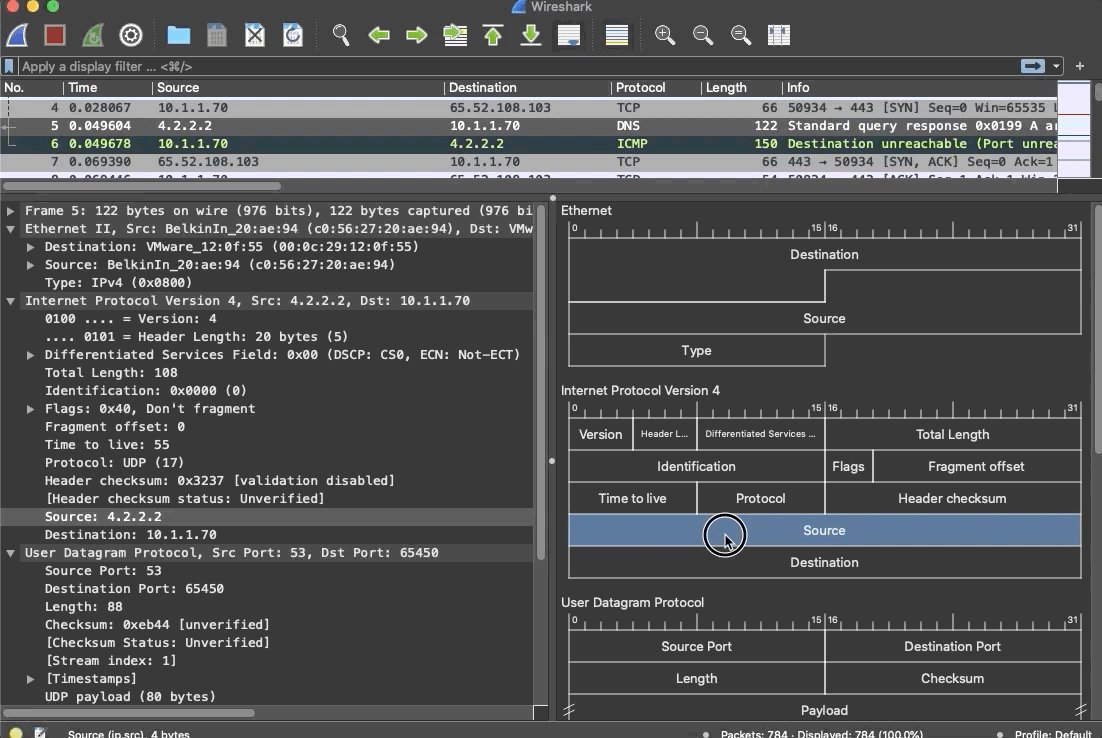 Wireshark
Apply a display filter ... <⌘/>
No. Time Source Destination Protocol Length Info
4 0.028067 10.1.1.70 65.52.108.103 TCP 66 50934 → 443 [SYN] Seq=0 Win=65535
5 0.049604 4.2.2.2 10.1.1.70 DNS 122 Standard query response 0x0199 A
6 0.049678 10.1.1.70 4.2.2.2 ICMP 150 Destination unreachable (Port
7 0.069390 65.52.108.103 10.1.1.70 TCP 66 443 → 50934 [SYN, ACK] Seq=0 Ack=1
Frame 5: 122 bytes on wire (976 bits), 122 bytes captured (976 bi
Ethernet II, Src: BelkinIn_20:ae:94 (c0:56:27:20:ae:94), Dst: VMw
Destination: VMware_12:0f:55 (00:0c:29:12:0f:55)
Source: BelkinIn_20:ae:94 (c0:56:27:20:ae:94)
Type: IPv4 (0x0800)
Internet Protocol Version 4, Src: 4.2.2.2, Dst: 10.1.1.70
0100 .... = Version: 4
.... 0101 = Header Length: 20 bytes (5)
Differentiated Services Field: 0x00 (DSCP: CS0, ECN: Not-ECT)
Total Length: 108
Identification: 0x0000 (0)
Flags: 0x40, Don't fragment
Fragment offset: 0
Time to live: 55
Protocol: UDP (17)
Header checksum: 0x3237 [validation disabled]
[Header checksum status: Unverified]
Source: 4.2.2.2
Destination: 10.1.1.70
User Datagram Protocol, Src Port: 53, Dst Port: 65450
Source Port: 53
Destination Port: 65450
Length: 88
Checksum: 0xeb44 [unverified]
[Checksum Status: Unverified]
[Stream index: 1]
[Timestamps]
UDP payload (80 bytes)
Ethernet
0 15 16 31
Destination
Source
Type
Internet Protocol Version 4
0 15 16 31
Version Header L... Differentiated Services ... Total Length
Identification Flags Fragment offset
Time to live Protocol Header checksum
Source
Destination
User Datagram Protocol
0 15 16 31
Source Port Destination Port
Length Checksum
Payload
Source (ip.src), 4 bytes Packets: 784 · Displayed: 784 (100.0%) Profile: Default